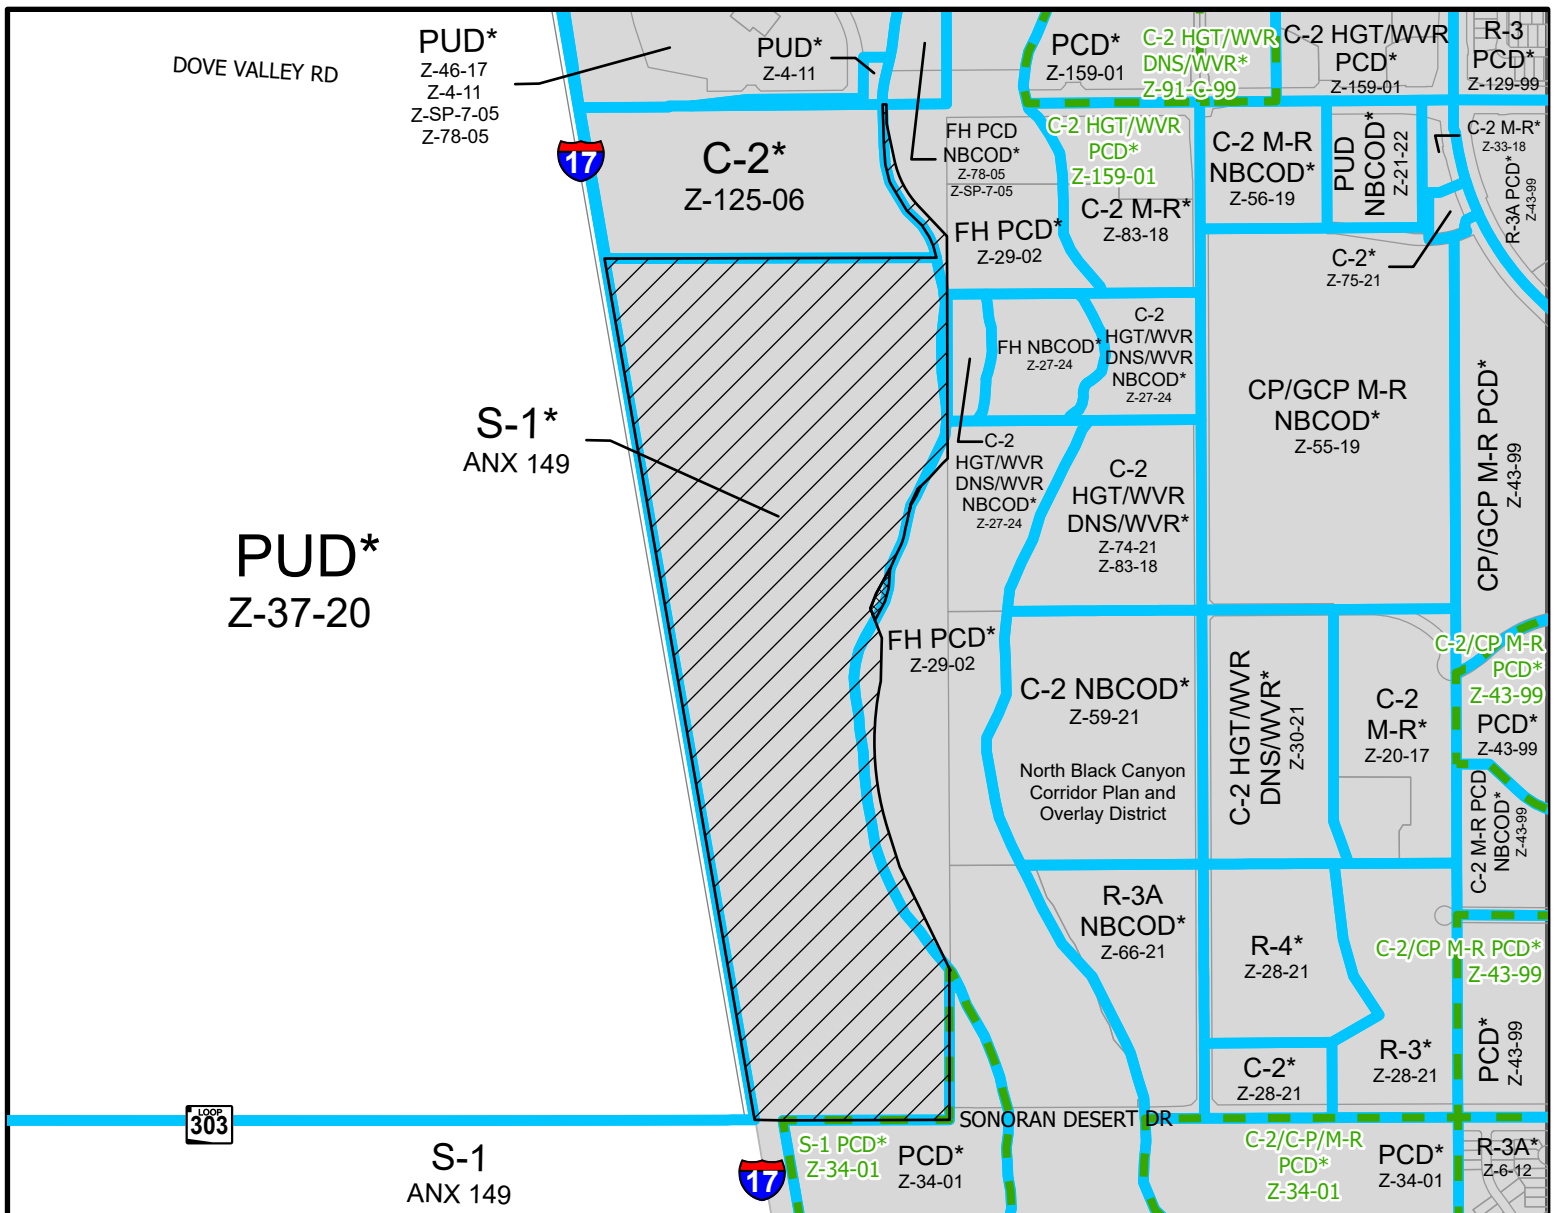 DOVE VALLEY RD
PUD*
Z-46-17
Z-4-11
Z-SP-7-05
Z-78-05
PUD*
Z-4-11
PCD*
Z-159-01
C-2 HGT/WVR
DNS/WVR*
Z-91-C-99
C-2 HGT/WVR
PCD*
Z-159-01
R-3
PCD*
Z-129-99
17
C-2*
Z-125-06
FH PCD
NBCOD*
Z-78-05
Z-SP-7-05
C-2 HGT/WVR
PCD*
Z-159-01
C-2 M-R
NBCOD*
Z-56-19
PUD
NBCOD*
Z-21-22
C-2 M-R*
Z-33-18
R-3A PCD*
Z-43-99
FH PCD*
Z-29-02
C-2 M-R*
Z-83-18
C-2*
Z-75-21
FH NBCOD*
Z-27-24
C-2
HGT/WVR
DNS/WVR
NBCOD*
Z-27-24
CP/GCP M-R
NBCOD*
Z-55-19
CP/GCP M-R PCD*
Z-43-99
S-1*
ANX 149
C-2
HGT/WVR
DNS/WVR
NBCOD*
Z-27-24
C-2
HGT/WVR
DNS/WVR*
Z-74-21
Z-83-18
PUD*
Z-37-20
FH PCD*
Z-29-02
C-2 NBCOD*
Z-59-21
North Black Canyon
Corridor Plan and
Overlay District
C-2 HGT/WVR
DNS/WVR*
Z-30-21
C-2
M-R*
Z-20-17
C-2/CP M-R
PCD*
Z-43-99
PCD*
Z-43-99
C-2 M-R PCD
NBCOD*
Z-43-99
R-3A
NBCOD*
Z-66-21
R-4*
Z-28-21
C-2/CP M-R PCD*
Z-43-99
C-2*
Z-28-21
R-3*
Z-28-21
PCD*
Z-43-99
LOOP
303
SONORAN DESERT DR
S-1
ANX 149
17
S-1 PCD*
Z-34-01
PCD*
Z-34-01
C-2/C-P/M-R
PCD*
Z-34-01
PCD*
Z-34-01
R-3A*
Z-6-12